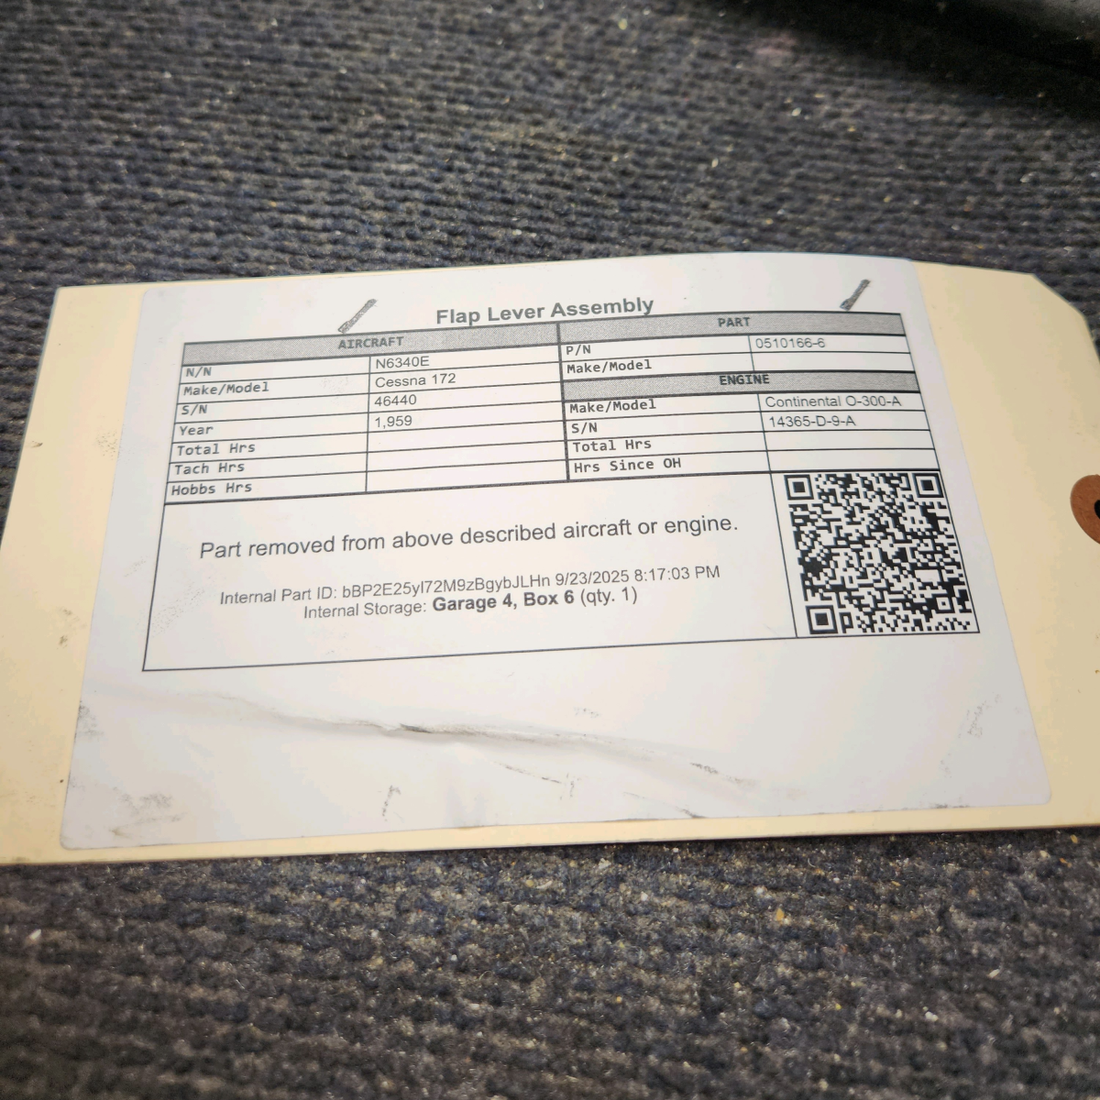 Flap Lever Assembly
AIRCRAFT
N/N N6340E
Make/Model Cessna 172
S/N 46440
Year 1,959
Total Hrs
Tach Hrs
Hobbs Hrs
PART
P/N 0510166-6
Make/Model
ENGINE
Make/Model Continental O-300-A
S/N 14365-D-9-A
Total Hrs
Hrs Since OH
Part removed from above described aircraft or engine.
Internal Part ID: bBP2E25yI72M9zBgybJLHn 9/23/2025 8:17:03 PM
Internal Storage: Garage 4, Box 6 (qty. 1)